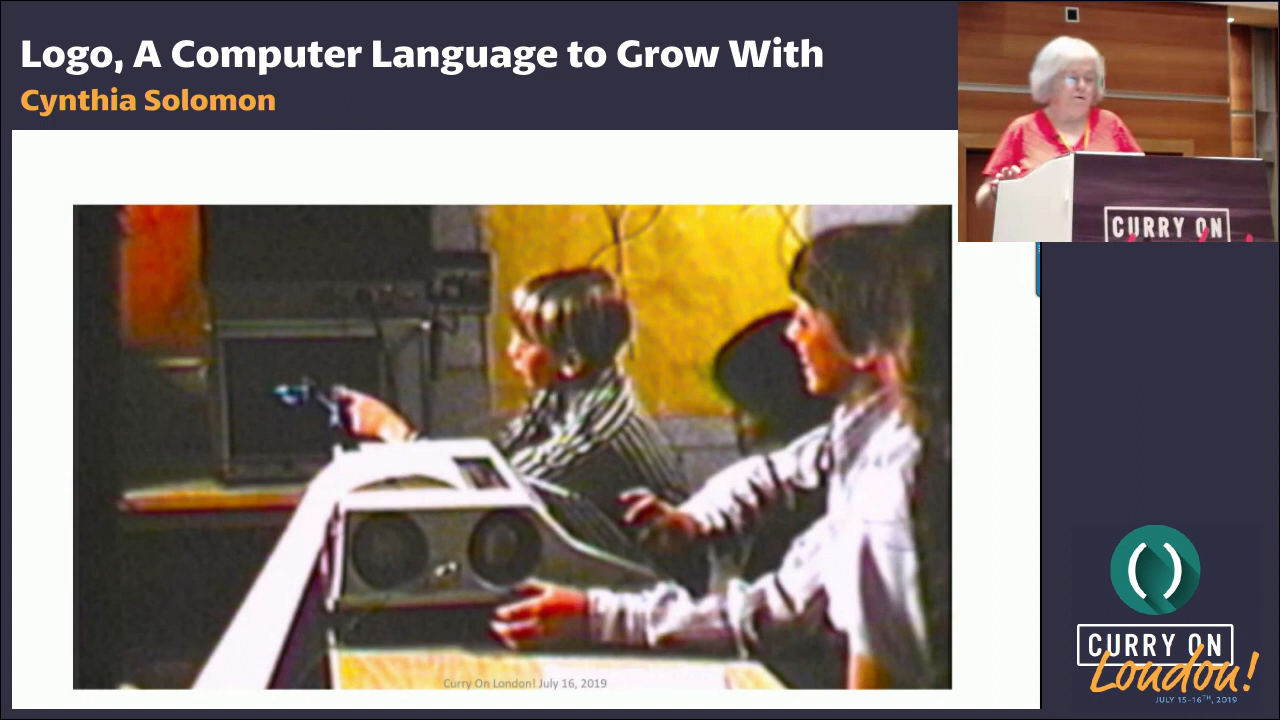 Logo, A Computer Language to Grow With
Cynthia Solomon
CURRY ON
Curry On London! July 16, 2019
( )
CURRY ON
London!
JULY 15-16TH, 2019